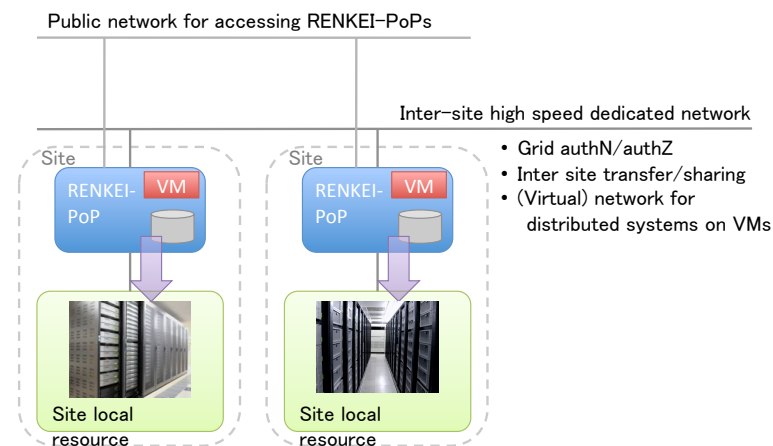 Public network for accessing RENKEI-PoPs
Inter-site high speed dedicated network
• Grid authN/authZ
• Inter site transfer/sharing
• (Virtual) network for
distributed systems on VMs
Site
RENKEI-
PoP
VM
Site local
resource
Site
RENKEI-
PoP
VM
Site local
resource